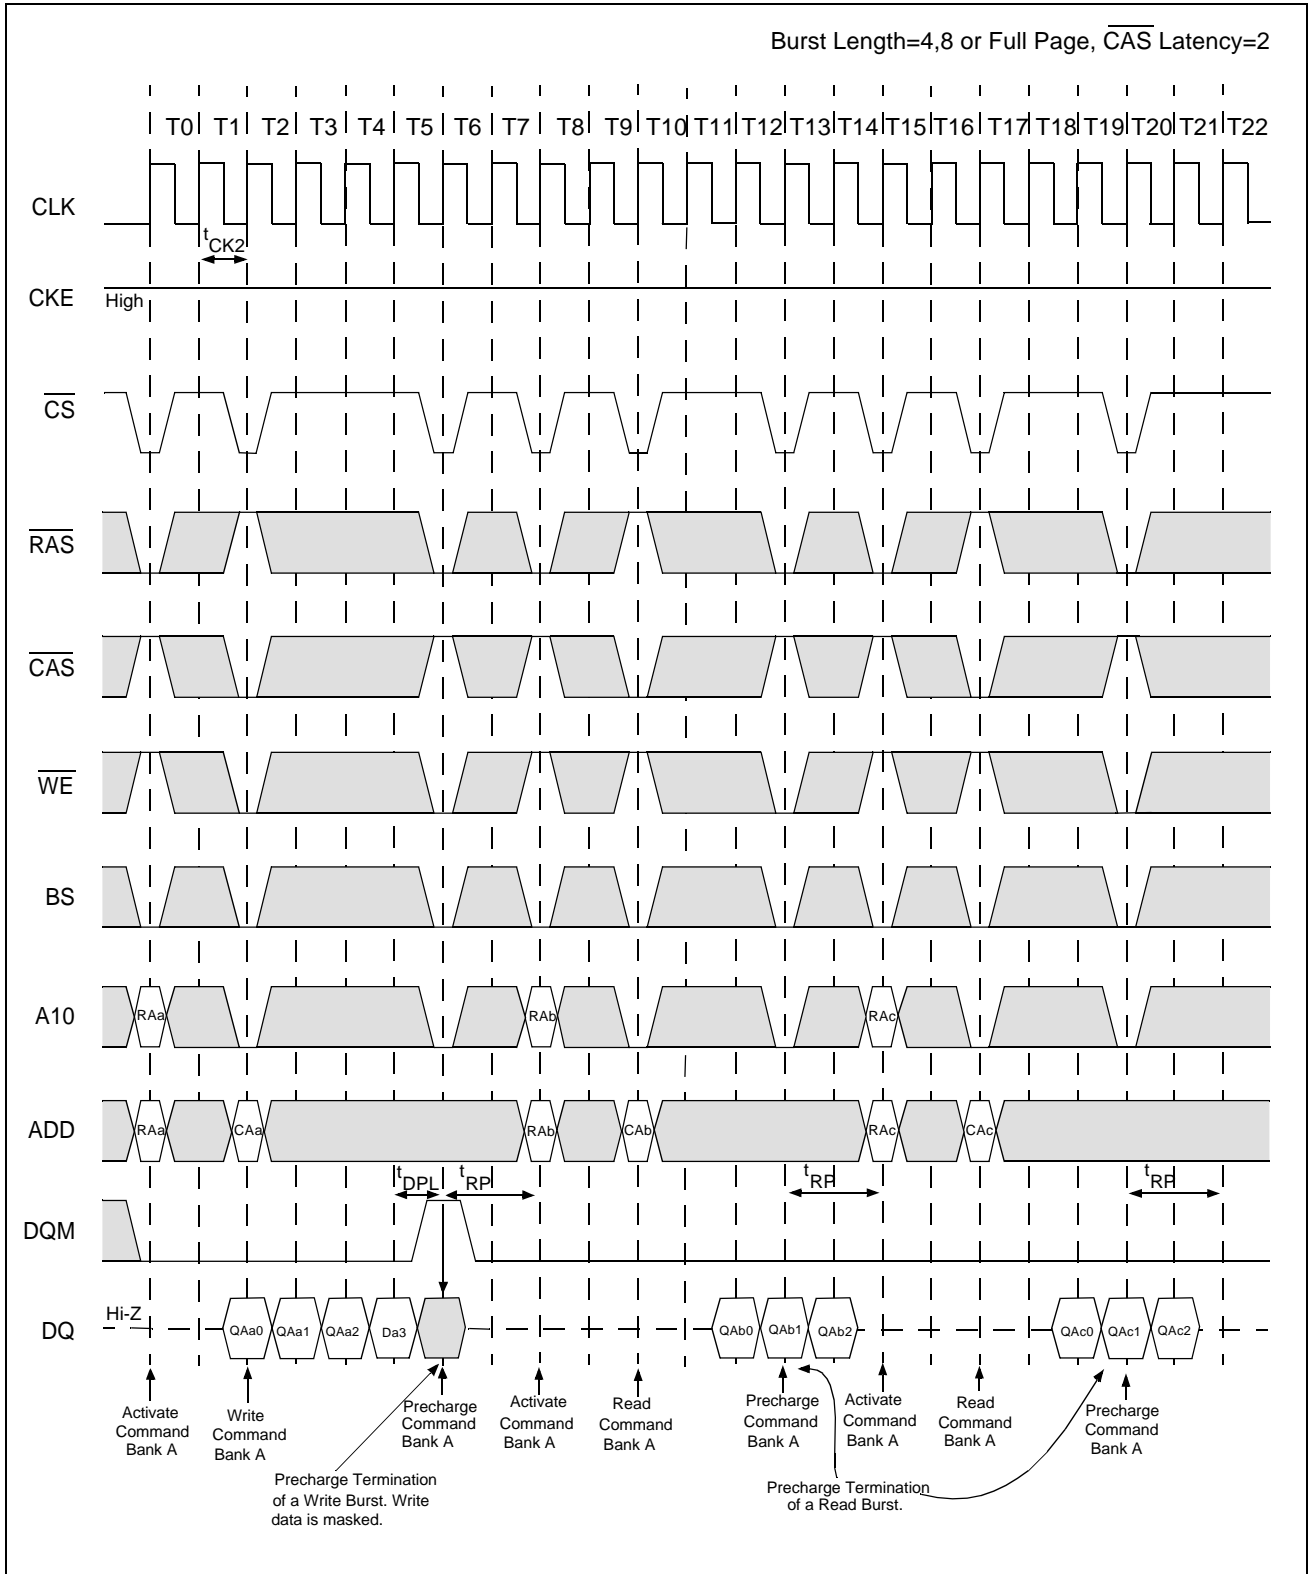 Burst Length=4,8 or Full Page, CAS Latency=2
T0 T1 T2 T3 T4 T5 T6 T7 T8 T9 T10 T11 T12 T13 T14 T15 T16 T17 T18 T19 T20 T21 T22
CLK
tCK2
CKE
High
CS
RAS
CAS
WE
BS
A10
RAa RAb RAc
ADD
RAa CAa RAb CAb RAc CAc
tDPL tRP tRP tRP
DQM
DQ
Hi-Z
QAa0 QAa1 QAa2 Da3 QAb0 QAb1 QAb2 QAc0 QAc1 QAc2
Activate
Command
Bank A
Write
Command
Bank A
Precharge
Command
Bank A
Activate
Command
Bank A
Read
Command
Bank A
Precharge
Command
Bank A
Activate
Command
Bank A
Read
Command
Bank A
Precharge
Command
Bank A
Precharge Termination
of a Write Burst. Write
data is masked.
Precharge Termination
of a Read Burst.